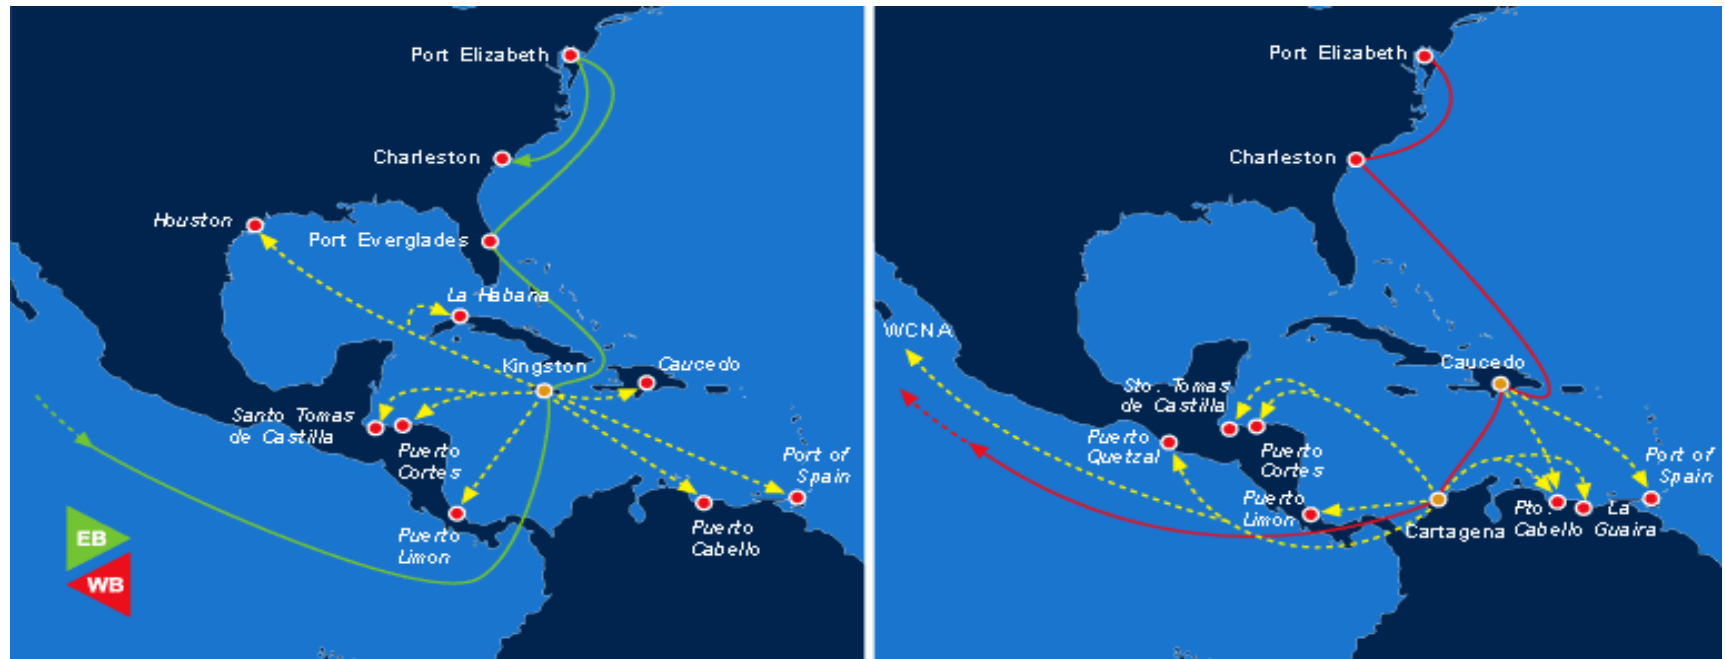 Port Elizabeth
Charleston
Houston
Port Everglades
La Habana
Kingston
Caucedo
Santo Tomas
de Castilla
Puerto
Cortes
Port of
Spain
Puerto
Limon
Puerto
Cabello
EB
WB
Port Elizabeth
Charleston
WCNA
Caucedo
Sto. Tomas
de Castilla
Puerto
Quetzal
Puerto
Cortes
Port of
Spain
Puerto
Limon
Cartagena
Pto.
Cabello
La
Guaira